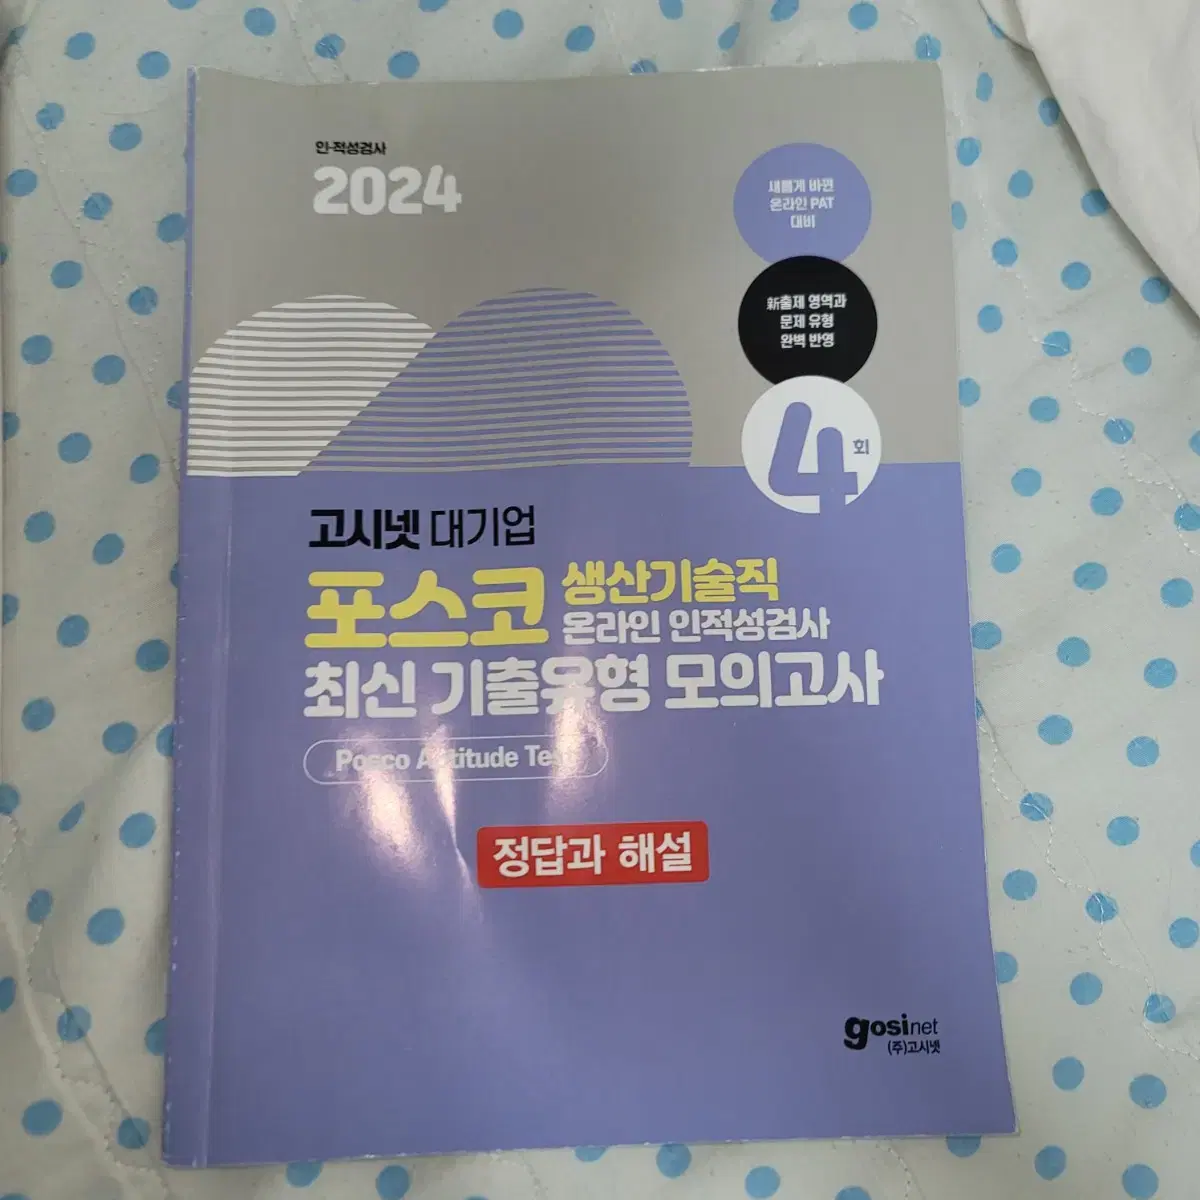 인·적성검사
2024
새롭게 바뀐
온라인 PAT
대비
新출제 영역과
문제 유형
완벽 반영
4회
고시넷 대기업
포스코 생산기술직
온라인 인적성검사
최신 기출유형 모의고사
Posco Aptitude Test
정답과 해설
gosinet
(주)고시넷